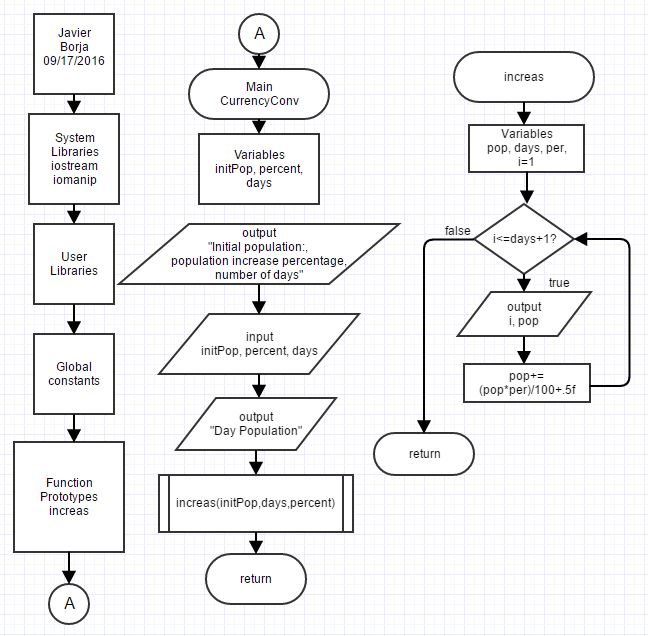 Javier
Borja
09/17/2016
System
Libraries
iostream
iomanip
User
Libraries
Global
constants
Function
Prototypes
increas
A
A
Main
CurrencyConv
Variables
initPop, percent,
days
output
"Initial population:,
population increase percentage,
number of days"
input
initPop, percent, days
output
"Day Population"
increas(initPop,days,percent)
return
increas
Variables
pop, days, per,
i=1
i<=days+1?
false
true
output
i, pop
pop+=
(pop*per)/100+.5f
return